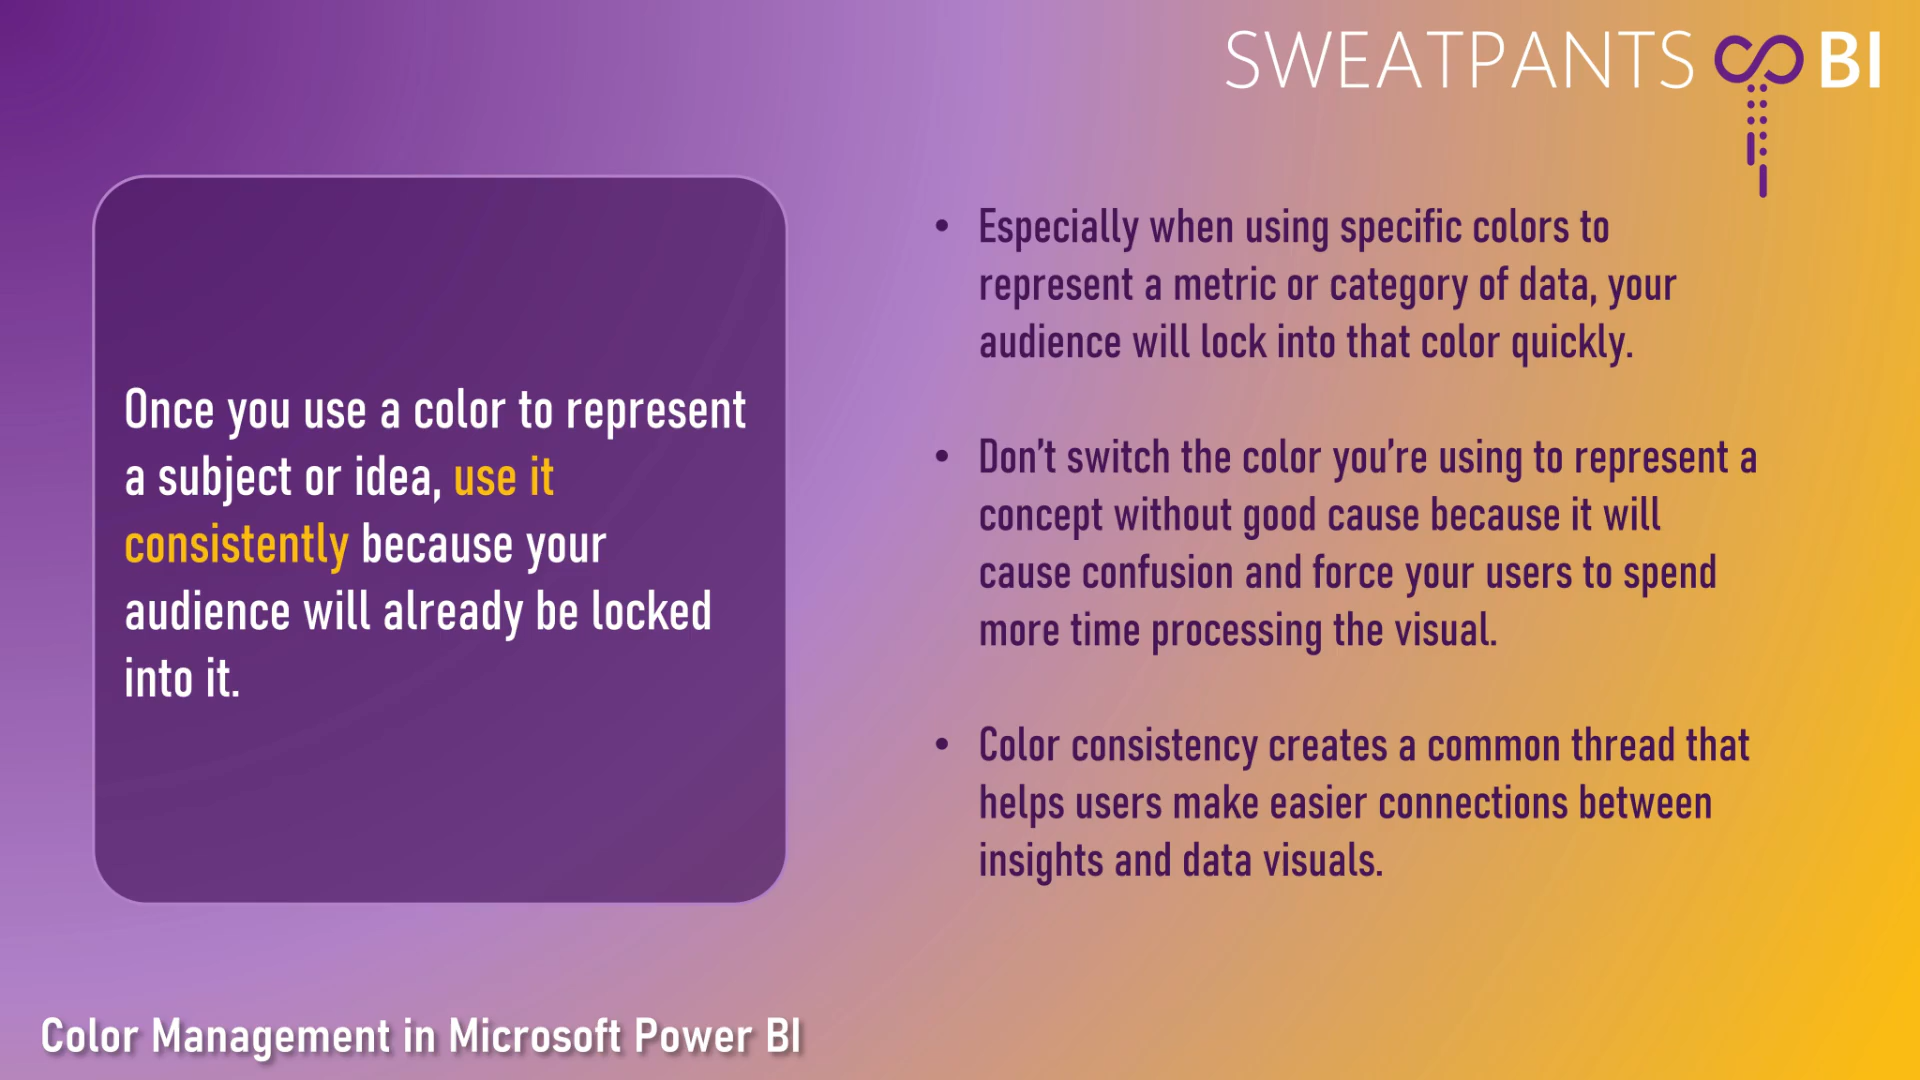 SWEATPANTS BI
Once you use a color to represent
a subject or idea, use it
consistently because your
audience will already be locked
into it.
• Especially when using specific colors to
represent a metric or category of data, your
audience will lock into that color quickly.
• Don’t switch the color you’re using to represent a
concept without good cause because it will
cause confusion and force your users to spend
more time processing the visual.
• Color consistency creates a common thread that
helps users make easier connections between
insights and data visuals.
Color Management in Microsoft Power BI